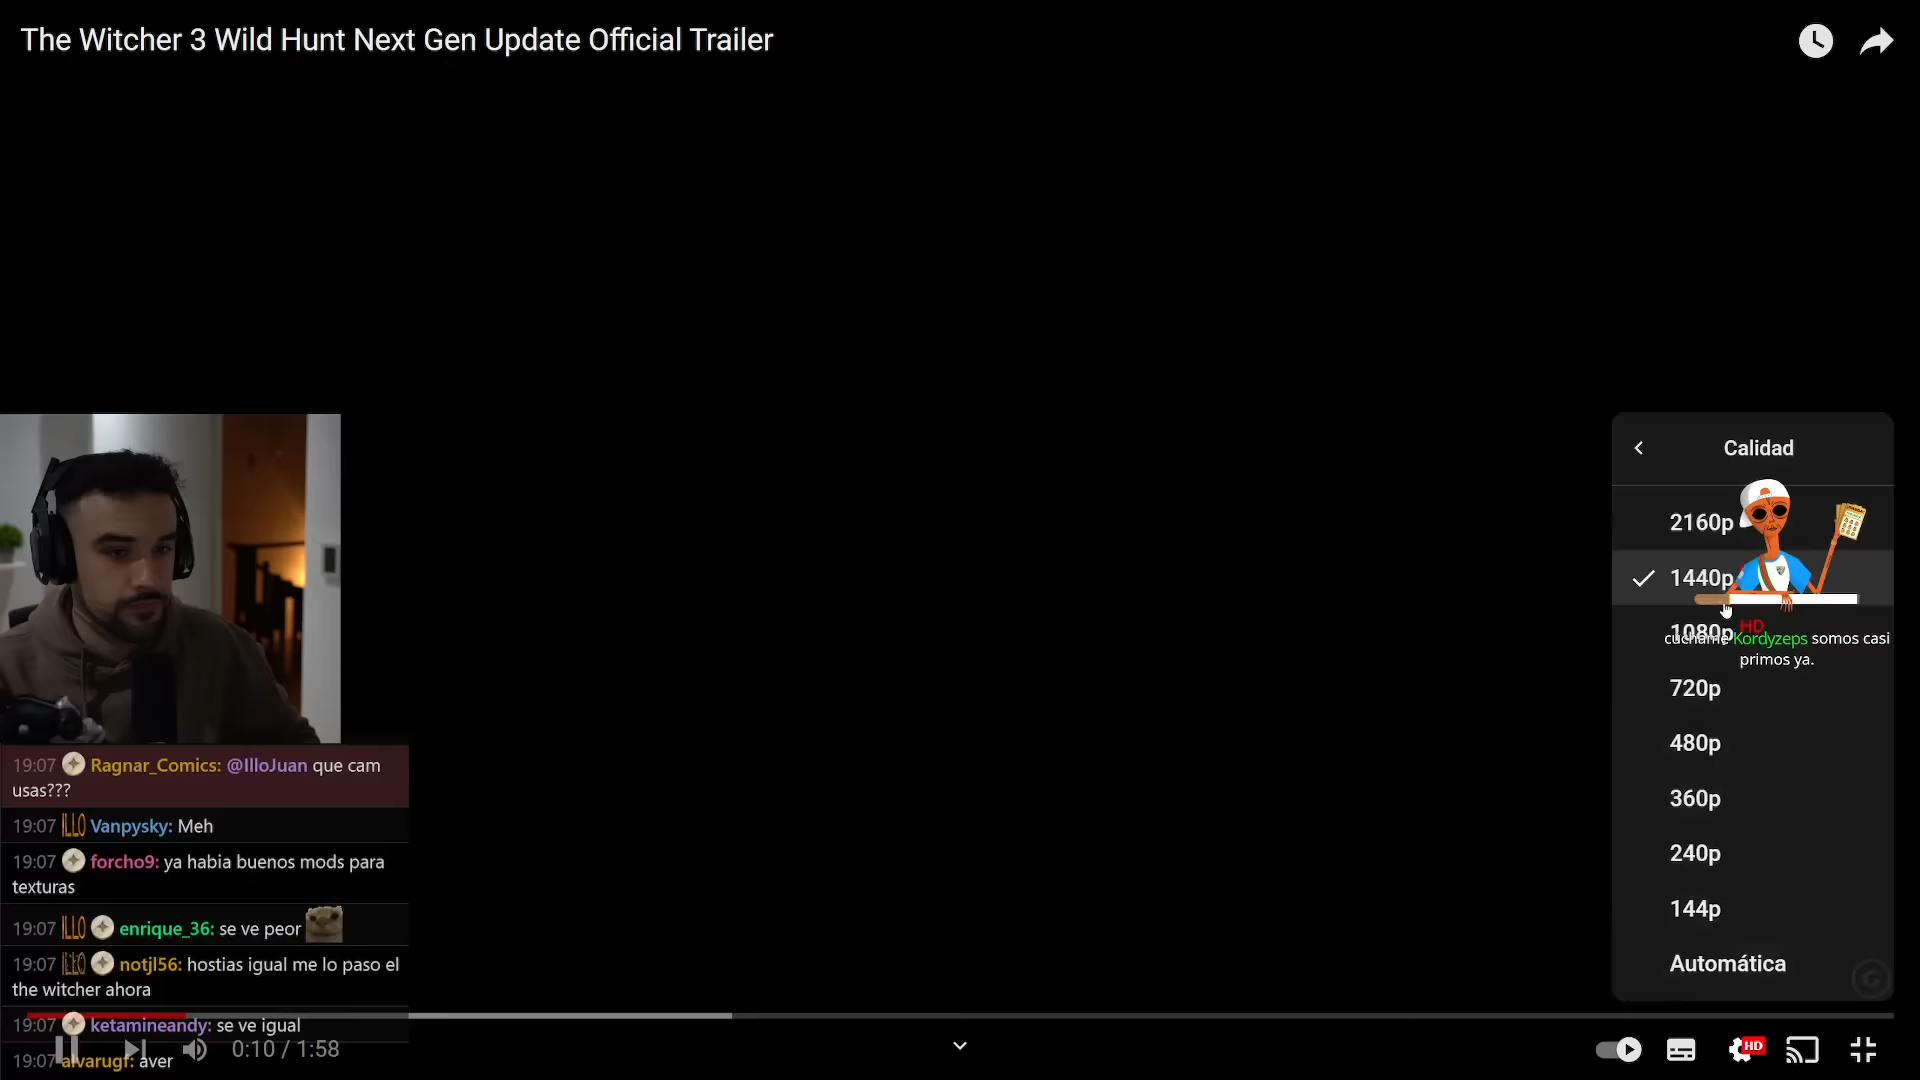 The Witcher 3 Wild Hunt Next Gen Update Official Trailer
Calidad
2160p
1440p
1080p HD
cuchame Kordyzeps somos casi
primos ya.
720p
480p
360p
240p
144p
Automática
19:07 Ragnar_Comics: @IlloJuan que cam
usas???
19:07 ILLO Vanpysky: Meh
19:07 forcho9: ya habia buenos mods para
texturas
19:07 ILLO enrique_36: se ve peor
19:07 ILLO notjl56: hostias igual me lo paso el
the witcher ahora
19:07 ketamineandy: se ve igual
19:07 alvarugf: aver
0:10 / 1:58
HD